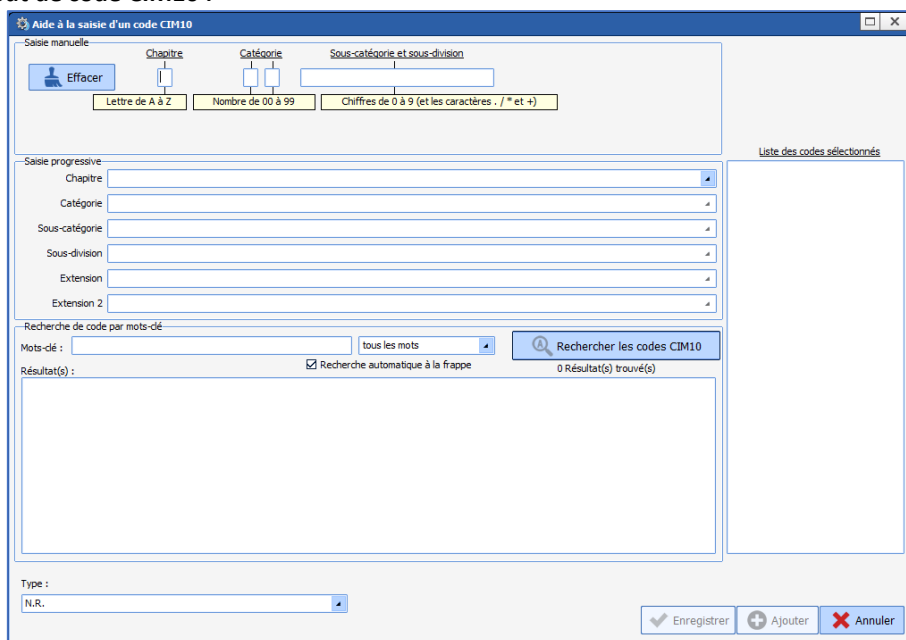 Aide à la saisie d'un code CIM10
Saisie manuelle
Chapitre Catégorie Sous-catégorie et sous-division
Effacer
Lettre de A à Z Nombre de 00 à 99 Chiffres de 0 à 9 (et les caractères . / * et +)
Liste des codes sélectionnés
Saisie progressive
Chapitre
Catégorie
Sous-catégorie
Sous-division
Extension
Extension 2
Recherche de code par mots-clé
Mots-clé : tous les mots Rechercher les codes CIM10
Recherche automatique à la frappe 0 Résultat(s) trouvé(s)
Résultat(s) :
Type :
N.R.
Enregistrer Ajouter Annuler